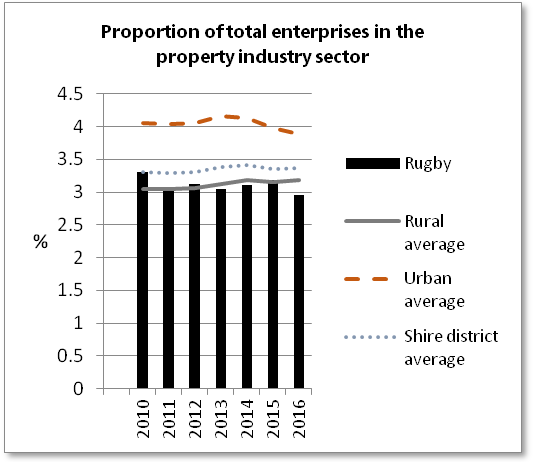 Proportion of total enterprises in the
property industry sector
4.5
4
3.5
3
2.5
2
1.5
1
0.5
0
%
2010
2011
2012
2013
2014
2015
2016
Rugby
Rural
average
Urban
average
Shire district
average